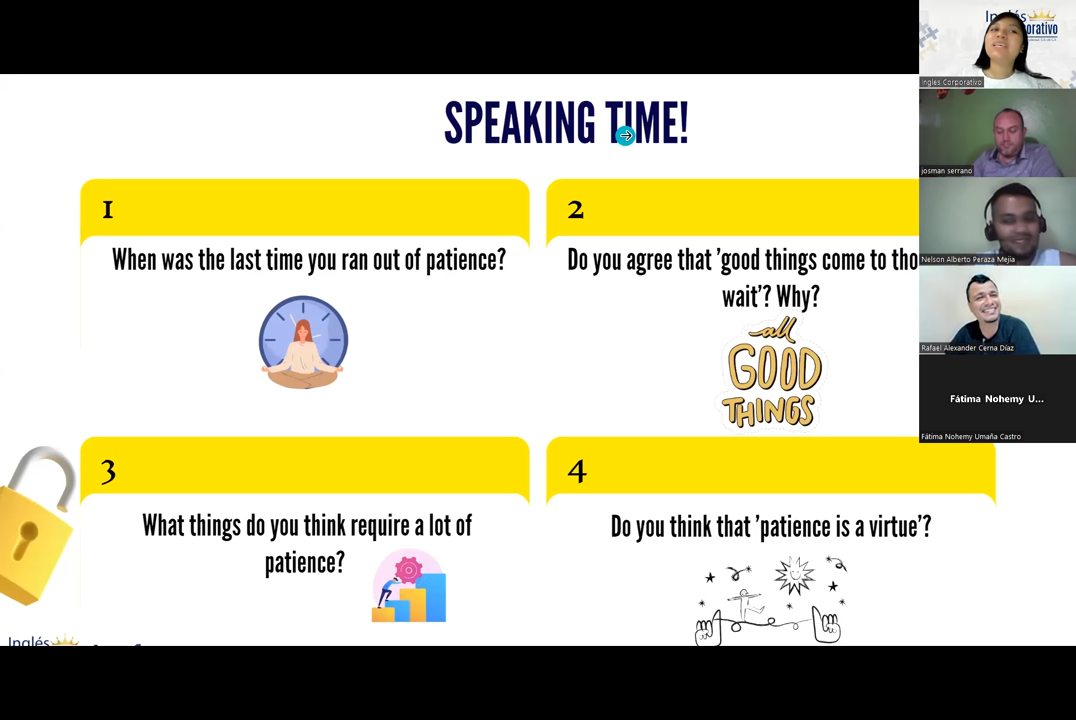 SPEAKING TIME!
1
When was the last time you ran out of patience?
2
Do you agree that 'good things come to tho
wait'? Why?
all
GOOD
THINGS
3
What things do you think require a lot of
patience?
4
Do you think that 'patience is a virtue'?
Inglés
Inglés
orativo
Ingles Corporativo
josman serrano
Nelson Alberto Peraza Mejia
Rafael Alexander Cerna Díaz
Fátima Nohemy U...
Fátima Nohemy Umaña Castro